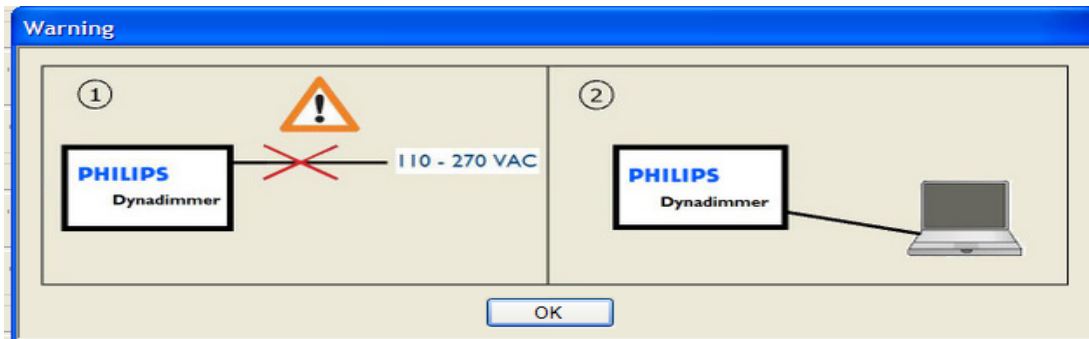 Warning
1
PHILIPS
Dynadimmer
110 - 270 VAC
2
PHILIPS
Dynadimmer
OK